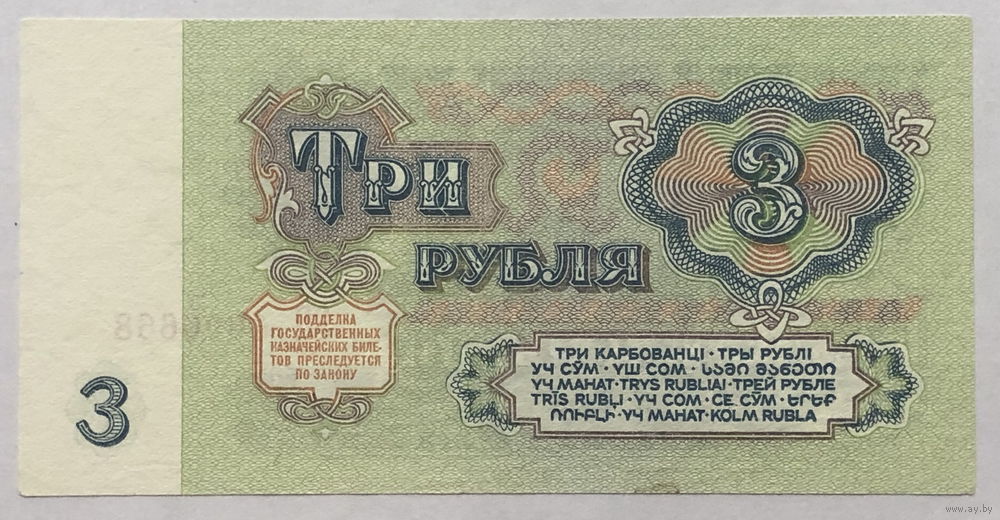 ТРИ
РУБЛЯ
3
ПОДДЕЛКА
ГОСУДАРСТВЕННЫХ
КАЗНАЧЕЙСКИХ БИЛЕ-
ТОВ ПРЕСЛЕДУЕТСЯ
ПО ЗАКОНУ
3
ТРИ КАРБОВАНЦІ · ТРЫ РУБЛІ
УЧ СЎМ · ҮШ СОМ · ᲡᲐᲛᲘ ᲛᲐᲜᲔᲗᲘ
ҮЧ МАНАТ · TRYS RUBLIAI · ТРЕЙ РУБЛЕ
TRĪS RUBĻI · ҮЧ СОМ · СЕ СӮМ · ԵՐԵՔ
ՌՈՒԲԼԻ · ҮЧ МАНАТ · KOLM RUBLA
www.ay.by